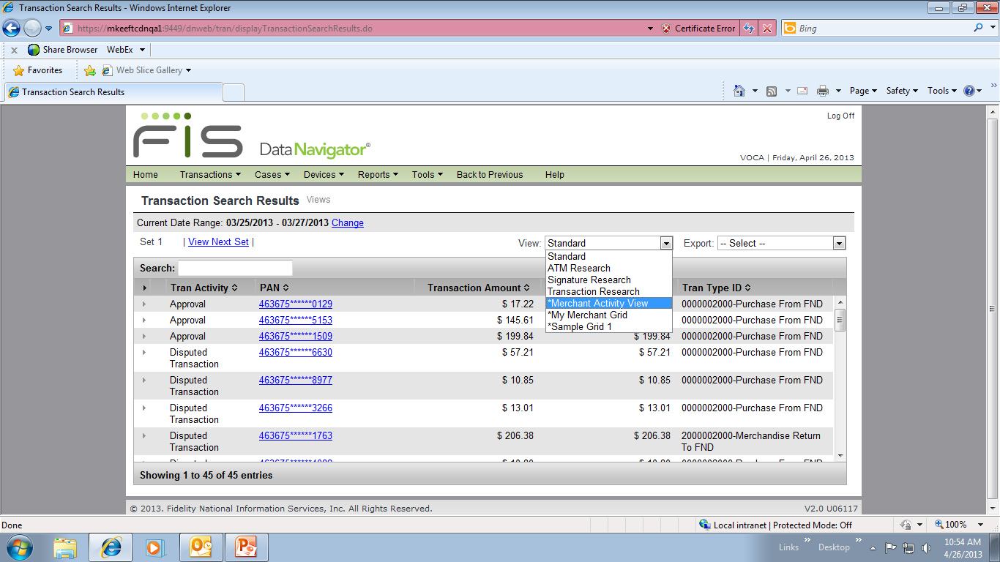 Transaction Search Results - Windows Internet Explorer
https://mkeeftcdnqa1:9449/dnweb/tran/displayTransactionSearchResults.do
Certificate Error
Bing
x Share Browser WebEx
Favorites Web Slice Gallery
Transaction Search Results
Page Safety Tools
Log Off
FIS DataNavigator®
VOCA | Friday, April 26, 2013
Home Transactions Cases Devices Reports Tools Back to Previous Help
Transaction Search Results Views
Current Date Range: 03/25/2013 - 03/27/2013 Change
Set 1 | View Next Set | View: Standard Export: -- Select --
Standard
ATM Research
Signature Research
Transaction Research
*Merchant Activity View
*My Merchant Grid
*Sample Grid 1
Search:
Tran Activity PAN Transaction Amount Tran Type ID
Approval 463675******0129 $ 17.22 0000002000-Purchase From FND
Approval 463675******5153 $ 145.61 0000002000-Purchase From FND
Approval 463675******1509 $ 199.84 $ 199.84 0000002000-Purchase From FND
Disputed Transaction 463675******6630 $ 57.21 $ 57.21 0000002000-Purchase From FND
Disputed Transaction 463675******8977 $ 10.85 $ 10.85 0000002000-Purchase From FND
Disputed Transaction 463675******3266 $ 13.01 $ 13.01 0000002000-Purchase From FND
Disputed Transaction 463675******1763 $ 206.38 $ 206.38 2000002000-Merchandise Return To FND
Showing 1 to 45 of 45 entries
© 2013. Fidelity National Information Services, Inc. All Rights Reserved. V2.0 U06117
Done Local intranet | Protected Mode: Off 100%
Links Desktop 10:54 AM
4/26/2013